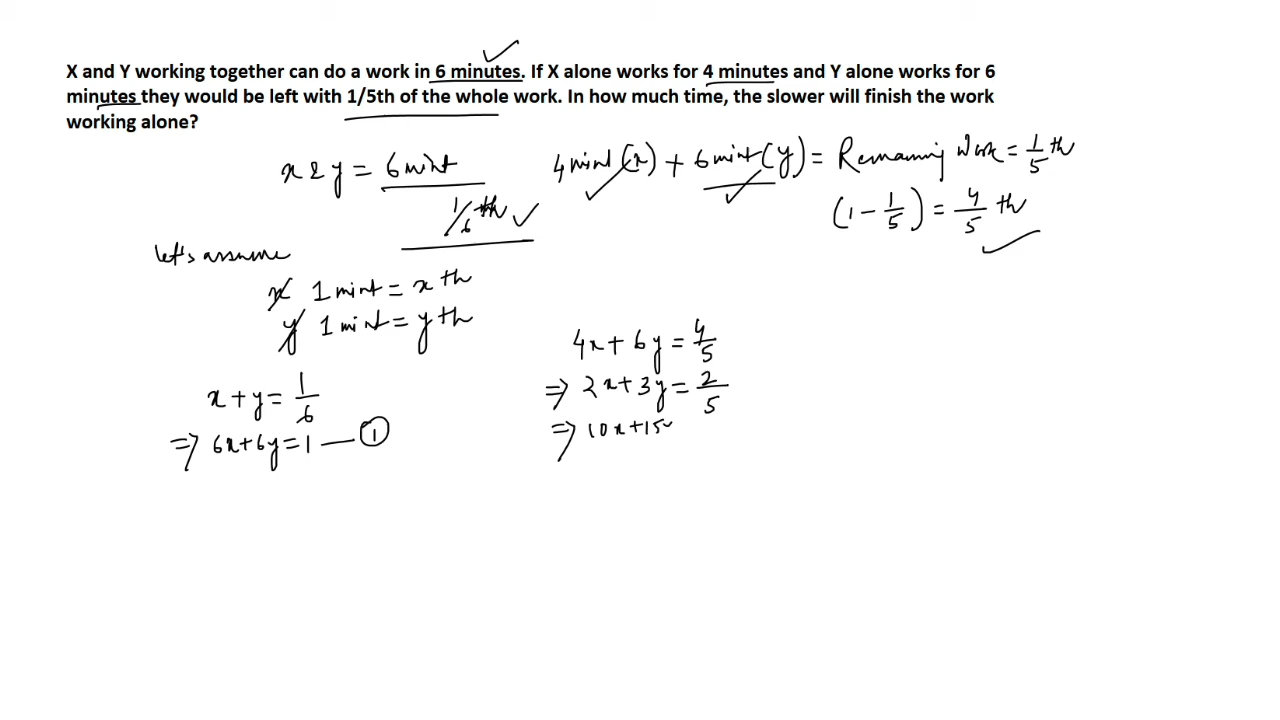 X and Y working together can do a work in 6 minutes. If X alone works for 4 minutes and Y alone works for 6
minutes they would be left with 1/5th of the whole work. In how much time, the slower will finish the work
working alone?
x & y = 6 mint
1/6 th
4 mint (x) + 6 mint (y) = Remaining work = 1/5 th
(1 - 1/5) = 4/5 th
let's assume
x 1 mint = x th
y 1 mint = y th
x + y = 1/6
⇒ 6x + 6y = 1 — ①
4x + 6y = 4/5
⇒ 2x + 3y = 2/5
⇒ 10x + 15